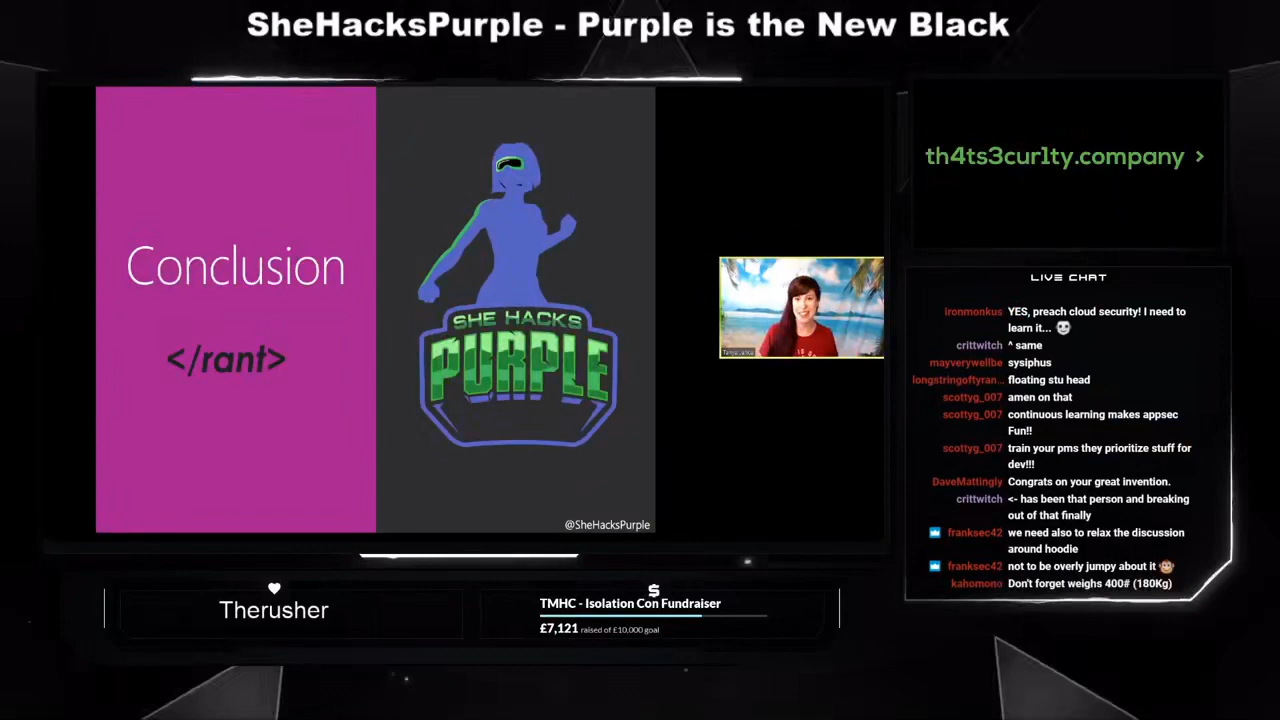 SheHacksPurple - Purple is the New Black
Conclusion
</rant>
SHE HACKS
PURPLE
@SheHacksPurple
th4ts3cur1ty.company >
LIVE CHAT
ironmonkus YES, preach cloud security! I need to
learn it...
crittwitch ^ same
mayverywellbe sysiphus
longstringoftyran... floating stu head
scottyg_007 amen on that
scottyg_007 continuous learning makes appsec
Fun!!
scottyg_007 train your pms they prioritize stuff for
dev!!!
DaveMattingly Congrats on your great invention.
crittwitch <- has been that person and breaking
out of that finally
franksec42 we need also to relax the discussion
around hoodie
franksec42 not to be overly jumpy about it
kahomono Don't forget weighs 400# (180Kg)
Therusher
$
TMHC - Isolation Con Fundraiser
£7,121 raised of £10,000 goal